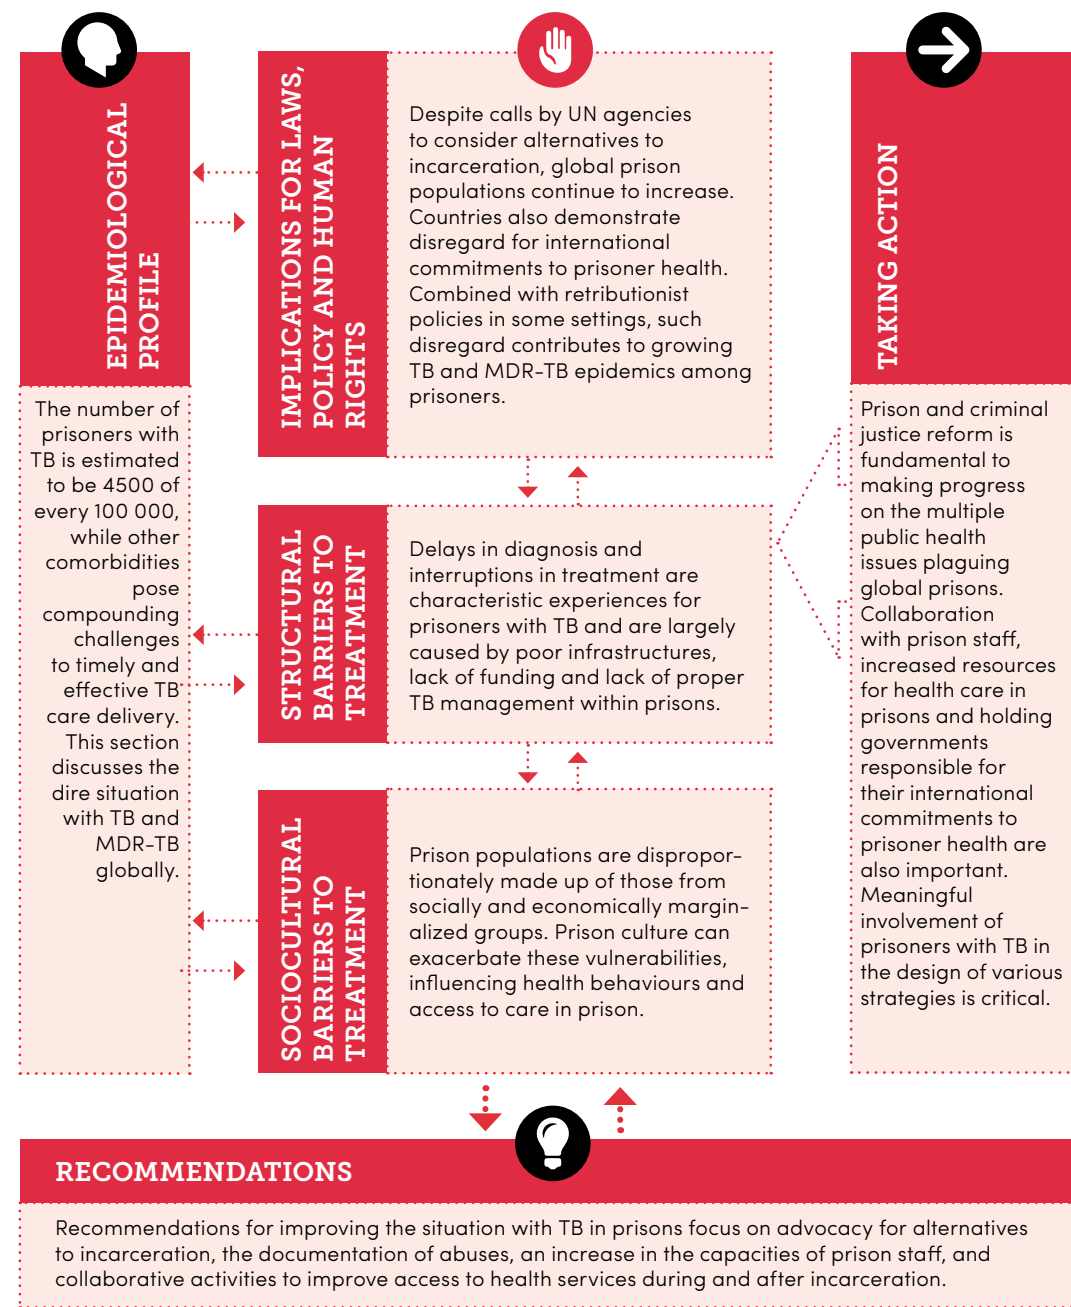 EPIDEMIOLOGICAL
PROFILE
The number of
prisoners with
TB is estimated
to be 4500 of
every 100 000,
while other
comorbidities
pose
compounding
challenges
to timely and
effective TB
care delivery.
This section
discusses the
dire situation
with TB and
MDR-TB
globally.
IMPLICATIONS FOR LAWS,
POLICY AND HUMAN
RIGHTS
Despite calls by UN agencies
to consider alternatives to
incarceration, global prison
populations continue to increase.
Countries also demonstrate
disregard for international
commitments to prisoner health.
Combined with retributionist
policies in some settings, such
disregard contributes to growing
TB and MDR-TB epidemics among
prisoners.
STRUCTURAL
BARRIERS TO
TREATMENT
Delays in diagnosis and
interruptions in treatment are
characteristic experiences for
prisoners with TB and are largely
caused by poor infrastructures,
lack of funding and lack of proper
TB management within prisons.
SOCIOCULTURAL
BARRIERS TO
TREATMENT
Prison populations are dispropor-
tionately made up of those from
socially and economically margin-
alized groups. Prison culture can
exacerbate these vulnerabilities,
influencing health behaviours and
access to care in prison.
TAKING ACTION
Prison and criminal
justice reform is
fundamental to
making progress
on the multiple
public health
issues plaguing
global prisons.
Collaboration
with prison staff,
increased resources
for health care in
prisons and holding
governments
responsible for
their international
commitments to
prisoner health are
also important.
Meaningful
involvement of
prisoners with TB in
the design of various
strategies is critical.
RECOMMENDATIONS
Recommendations for improving the situation with TB in prisons focus on advocacy for alternatives
to incarceration, the documentation of abuses, an increase in the capacities of prison staff, and
collaborative activities to improve access to health services during and after incarceration.